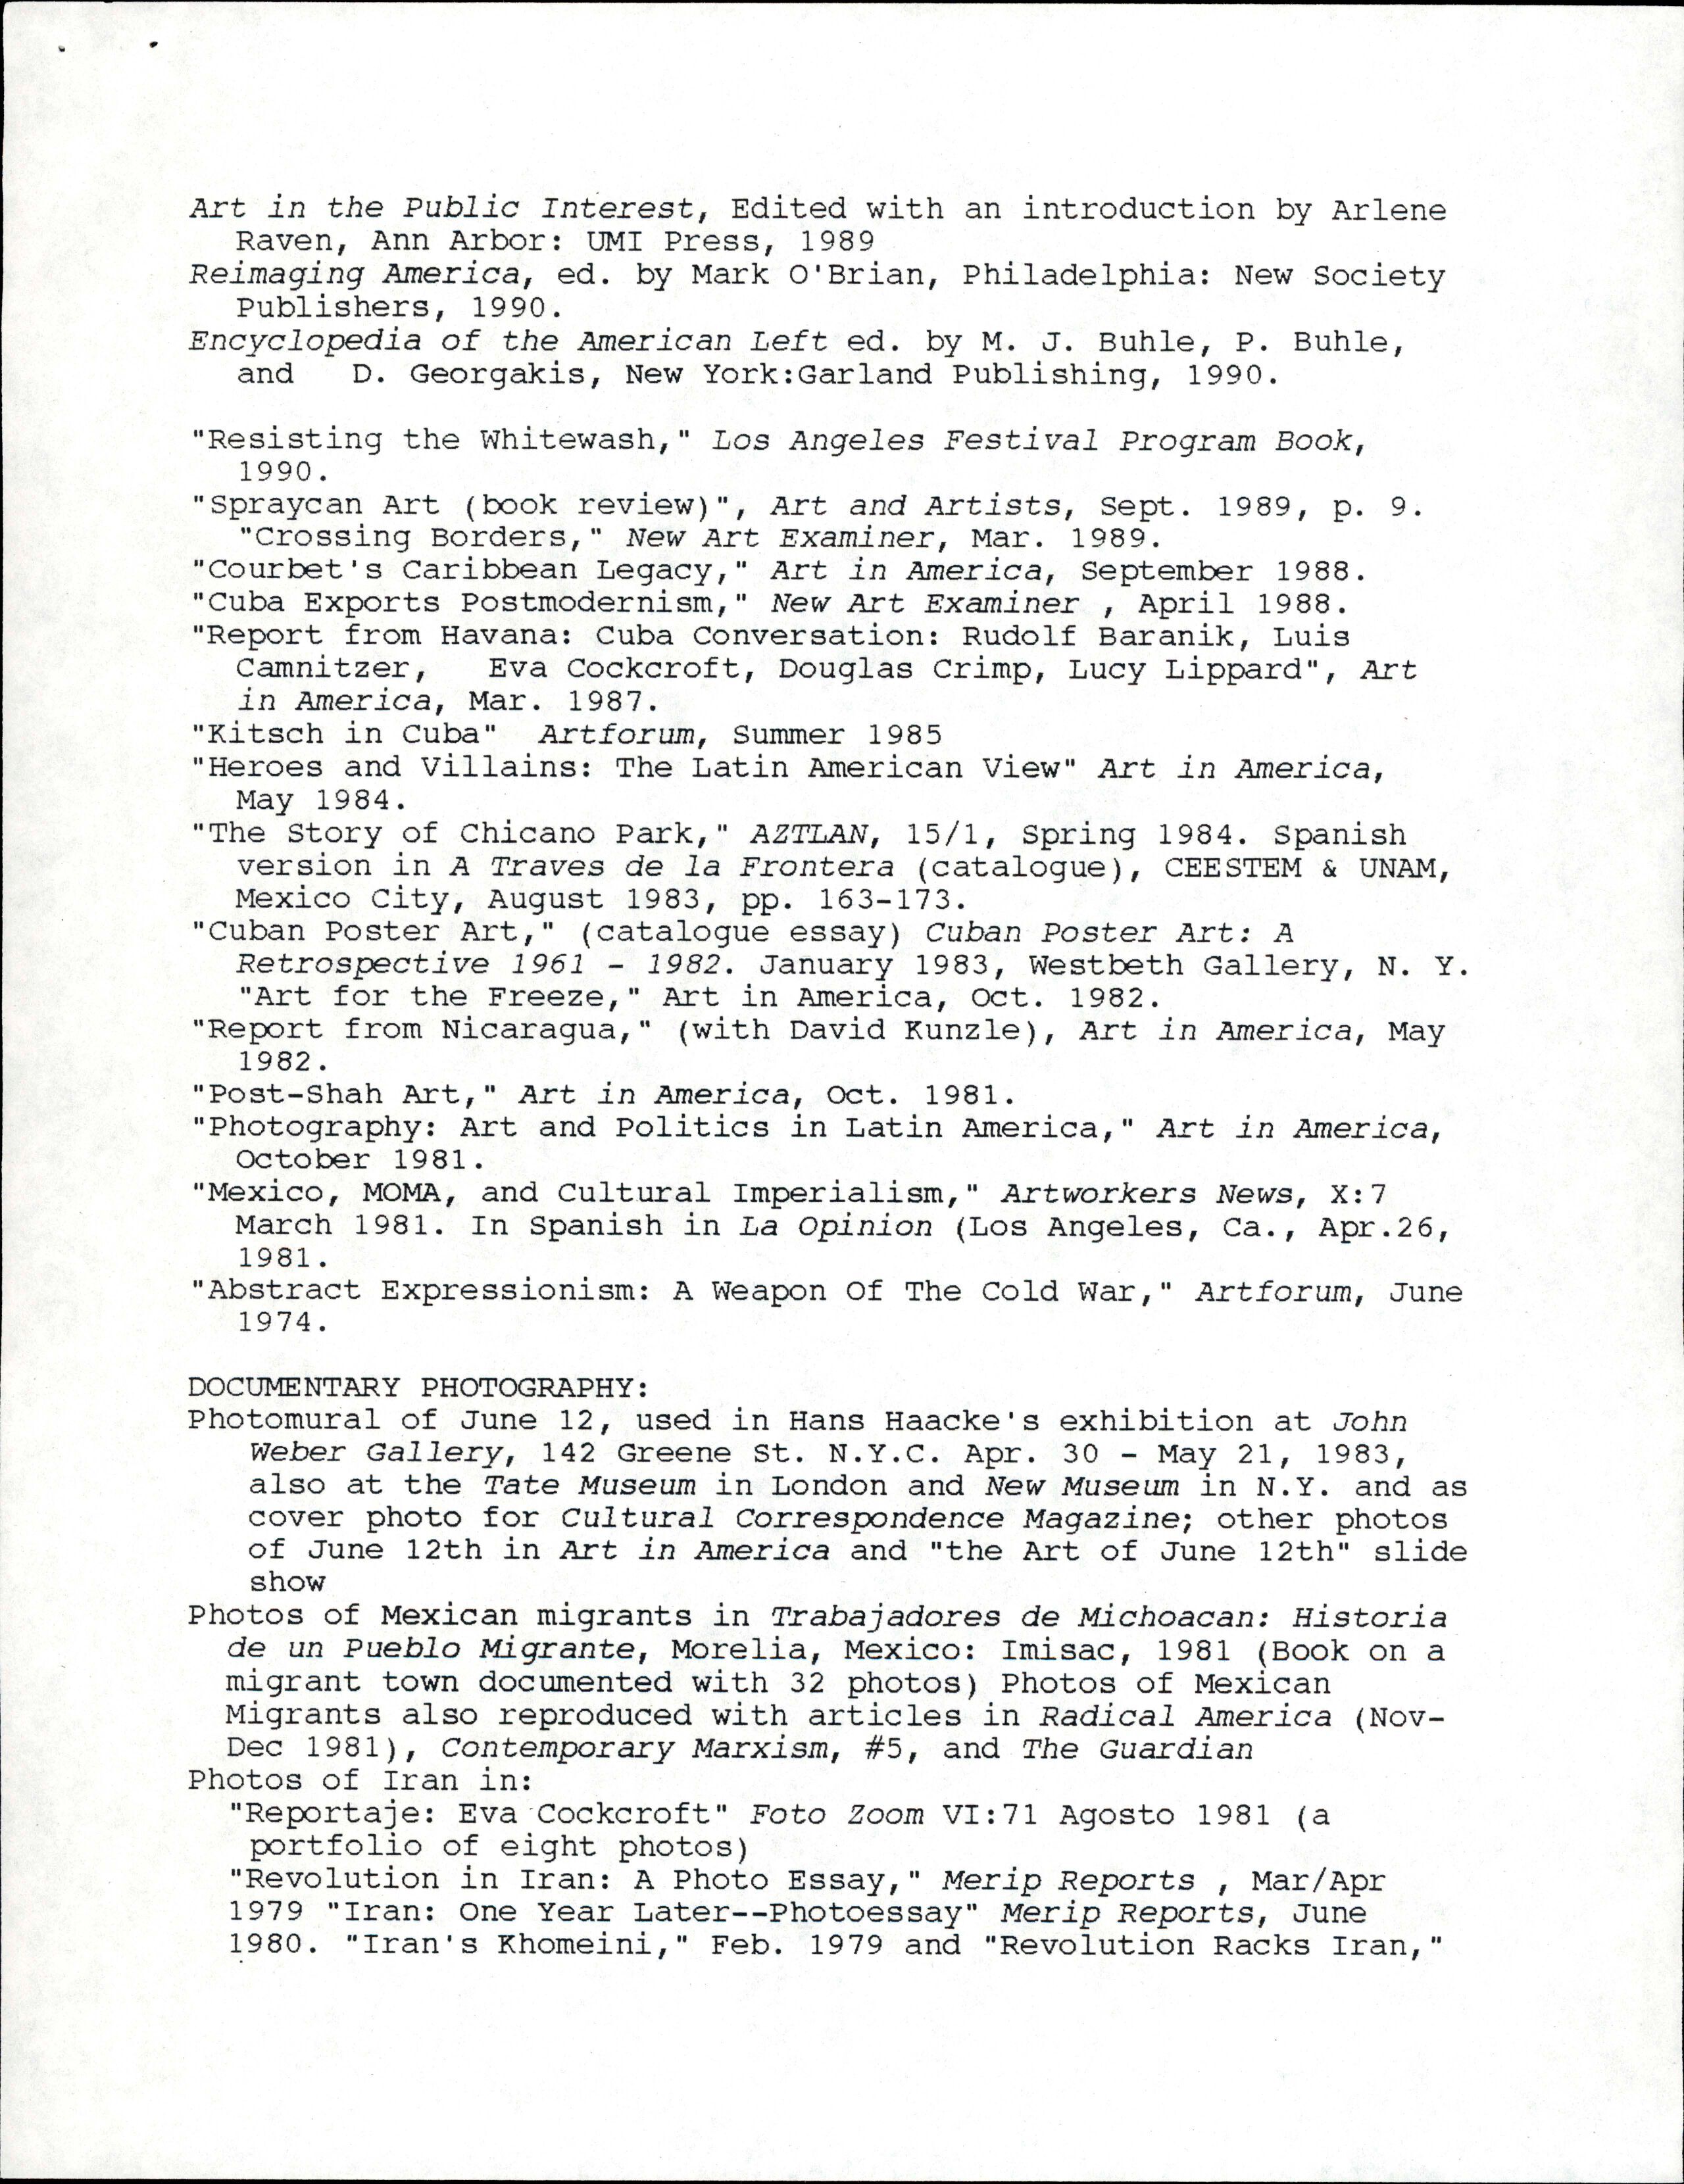 Art in the Public Interest, Edited with an introduction by Arlene
Raven, Ann Arbor: UMI Press, 1989
Reimaging America, ed. by Mark O'Brian, Philadelphia: New Society
Publishers, 1990.
Encyclopedia of the American Left ed. by M. J. Buhle, P. Buhle,
and   D. Georgakis, New York:Garland Publishing, 1990.

"Resisting the Whitewash," Los Angeles Festival Program Book,
1990.
"Spraycan Art (book review)", Art and Artists, Sept. 1989, p. 9.
"Crossing Borders," New Art Examiner, Mar. 1989.
"Courbet's Caribbean Legacy," Art in America, September 1988.
"Cuba Exports Postmodernism," New Art Examiner , April 1988.
"Report from Havana: Cuba Conversation: Rudolf Baranik, Luis
Camnitzer,   Eva Cockcroft, Douglas Crimp, Lucy Lippard", Art
in America, Mar. 1987.
"Kitsch in Cuba"  Artforum, Summer 1985
"Heroes and Villains: The Latin American View" Art in America,
May 1984.
"The Story of Chicano Park," AZTLAN, 15/1, Spring 1984. Spanish
version in A Traves de la Frontera (catalogue), CEESTEM & UNAM,
Mexico City, August 1983, pp. 163-173.
"Cuban Poster Art," (catalogue essay) Cuban Poster Art: A
Retrospective 1961 - 1982. January 1983, Westbeth Gallery, N. Y.
"Art for the Freeze," Art in America, Oct. 1982.
"Report from Nicaragua," (with David Kunzle), Art in America, May
1982.
"Post-Shah Art," Art in America, Oct. 1981.
"Photography: Art and Politics in Latin America," Art in America,
October 1981.
"Mexico, MOMA, and Cultural Imperialism," Artworkers News, X:7
March 1981. In Spanish in La Opinion (Los Angeles, Ca., Apr.26,
1981.
"Abstract Expressionism: A Weapon Of The Cold War," Artforum, June
1974.

DOCUMENTARY PHOTOGRAPHY:
Photomural of June 12, used in Hans Haacke's exhibition at John
Weber Gallery, 142 Greene St. N.Y.C. Apr. 30 - May 21, 1983,
also at the Tate Museum in London and New Museum in N.Y. and as
cover photo for Cultural Correspondence Magazine; other photos
of June 12th in Art in America and "the Art of June 12th" slide
show
Photos of Mexican migrants in Trabajadores de Michoacan: Historia
de un Pueblo Migrante, Morelia, Mexico: Imisac, 1981 (Book on a
migrant town documented with 32 photos) Photos of Mexican
Migrants also reproduced with articles in Radical America (Nov-
Dec 1981), Contemporary Marxism, #5, and The Guardian
Photos of Iran in:
"Reportaje: Eva Cockcroft" Foto Zoom VI:71 Agosto 1981 (a
portfolio of eight photos)
"Revolution in Iran: A Photo Essay," Merip Reports , Mar/Apr
1979 "Iran: One Year Later--Photoessay" Merip Reports, June
1980. "Iran's Khomeini," Feb. 1979 and "Revolution Racks Iran,"